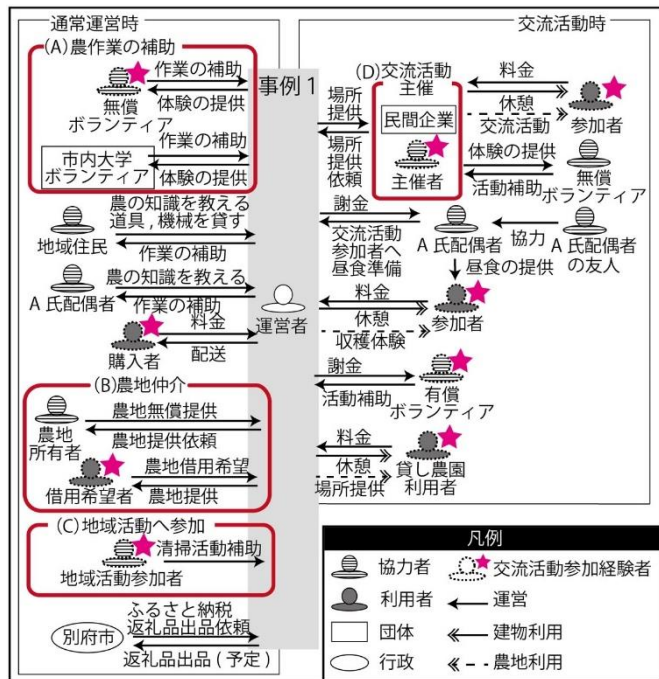 通常運営時
交流活動時
事例1
運営者
(A)農作業の補助
無償
ボランティア
作業の補助
体験の提供
市内大学
ボランティア
作業の補助
体験の提供
地域住民
農の知識を教える
道具,機械を貸す
作業の補助
A氏配偶者
農の知識を教える
作業の補助
購入者
料金
配送
(B)農地仲介
農地
所有者
農地無償提供
農地提供依頼
借用希望者
農地借用希望
農地提供
(C)地域活動へ参加
地域活動参加者
清掃活動補助
別府市
ふるさと納税
返礼品出品依頼
返礼品出品(予定)
場所
提供
場所
提供
依頼
(D)交流活動
主催
民間企業
主催者
料金
休憩
交流活動
参加者
体験の提供
活動補助
無償
ボランティア
謝金
交流活動
参加者へ
昼食準備
A氏配偶者
協力
A氏配偶者
の友人
昼食の提供
料金
休憩
収穫体験
参加者
謝金
活動補助
有償
ボランティア
料金
休憩
場所提供
貸し農園
利用者
凡例
協力者
交流活動参加経験者
利用者
運営
団体
建物利用
行政
農地利用